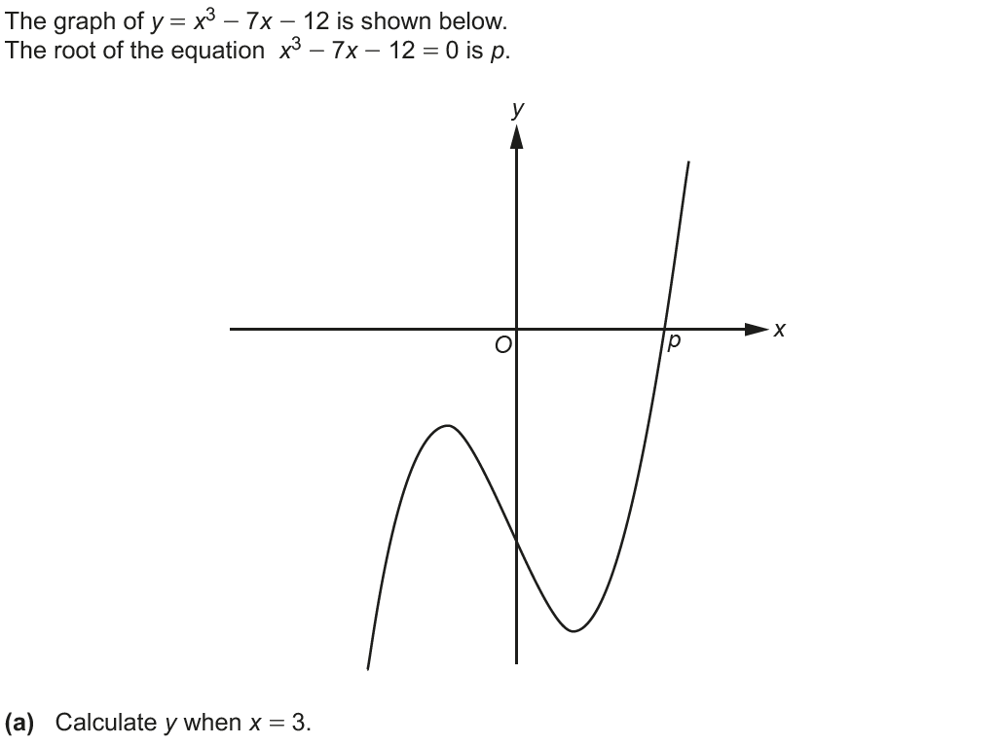 The graph of y = x³ – 7x – 12 is shown below.
The root of the equation x³ – 7x – 12 = 0 is p.
y
x
O
p
(a) Calculate y when x = 3.